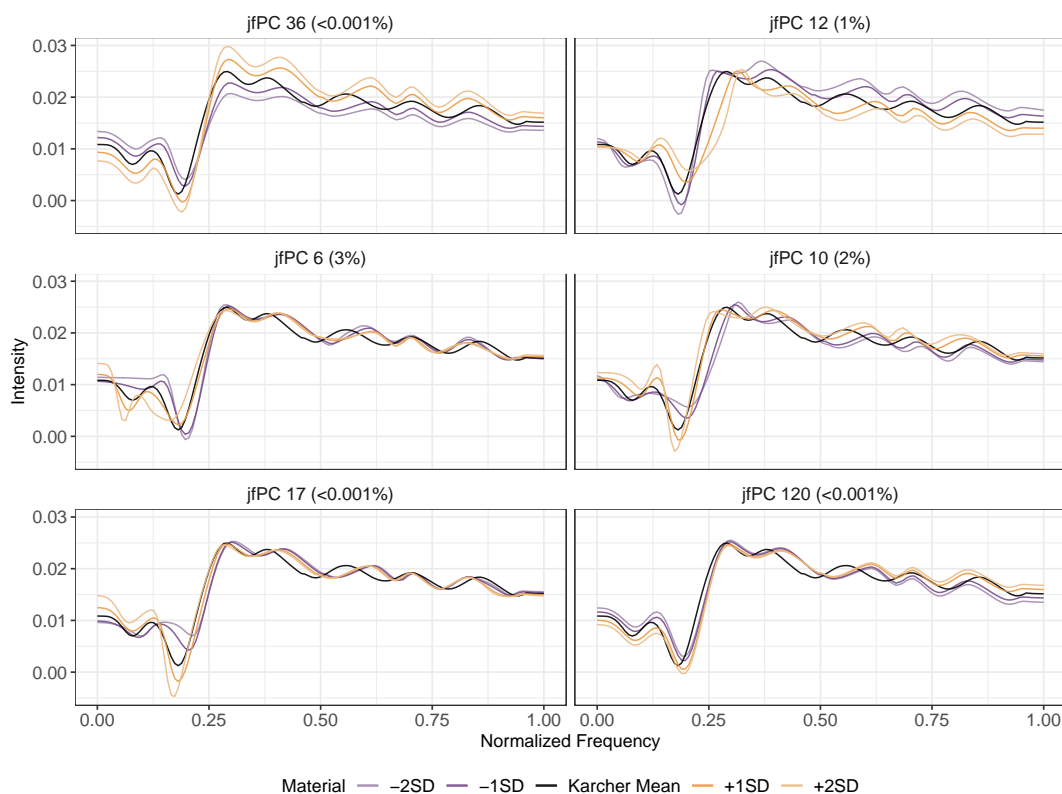 jfPC 36 (<0.001%)
jfPC 12 (1%)
0.03
0.02
0.01
0.00
jfPC 6 (3%)
jfPC 10 (2%)
0.03
0.02
0.01
0.00
Intensity
jfPC 17 (<0.001%)
jfPC 120 (<0.001%)
0.03
0.02
0.01
0.00
0.00 0.25 0.50 0.75 1.00 0.00 0.25 0.50 0.75 1.00
Normalized Frequency
Material −2SD −1SD Karcher Mean +1SD +2SD